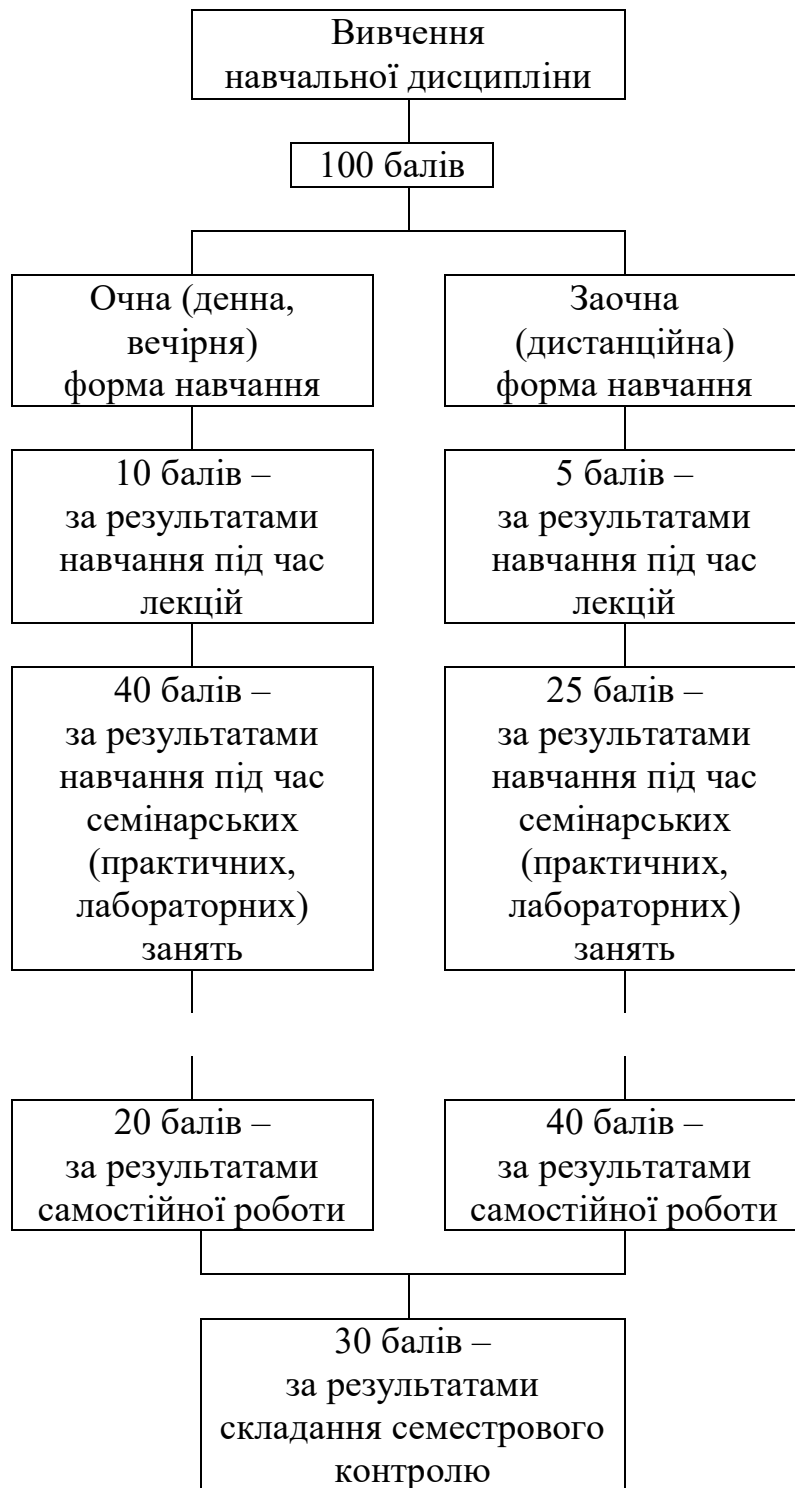 Вивчення
навчальної дисципліни
100 балів
Очна (денна,
вечірня)
форма навчання
Заочна
(дистанційна)
форма навчання
10 балів –
за результатами
навчання під час
лекцій
5 балів –
за результатами
навчання під час
лекцій
40 балів –
за результатами
навчання під час
семінарських
(практичних,
лабораторних)
занять
25 балів –
за результатами
навчання під час
семінарських
(практичних,
лабораторних)
занять
20 балів –
за результатами
самостійної роботи
40 балів –
за результатами
самостійної роботи
30 балів –
за результатами
складання семестрового
контролю